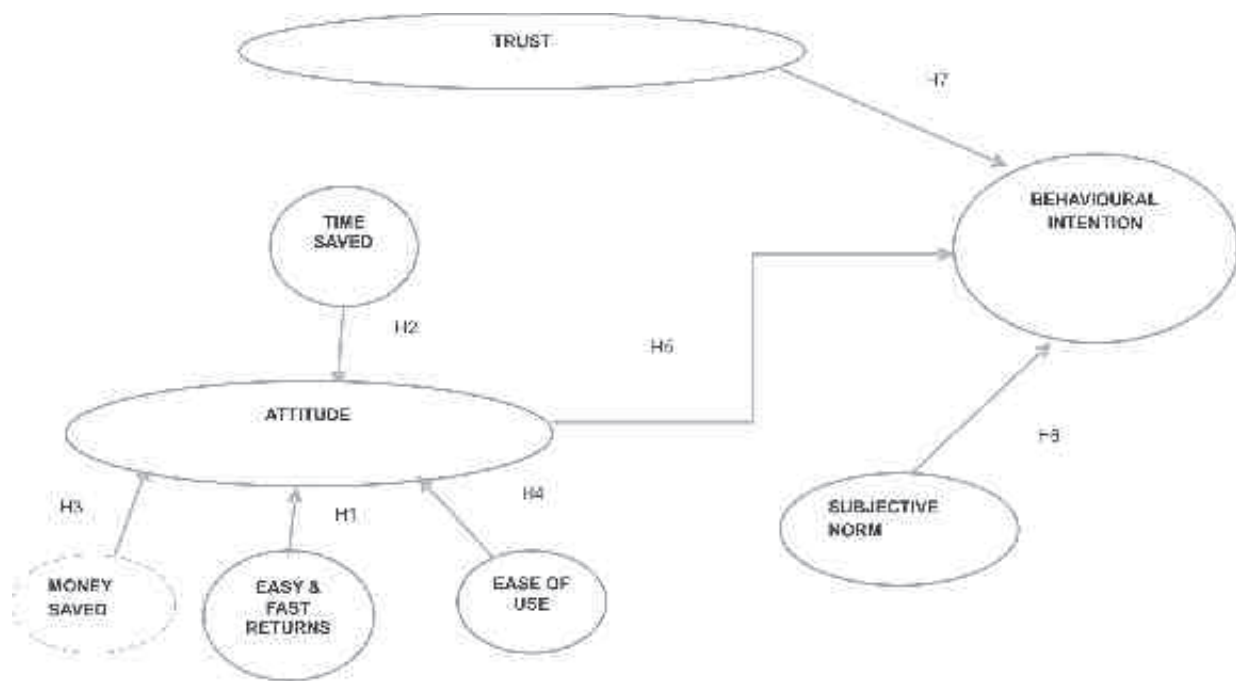 TRUST
H7
BEHAVIOURAL
INTENTION
TIME
SAVED
H2
H5
ATTITUDE
H6
H3
H1
H4
SUBJECTIVE
NORM
MONEY
SAVED
EASY &
FAST
RETURNS
EASE OF
USE